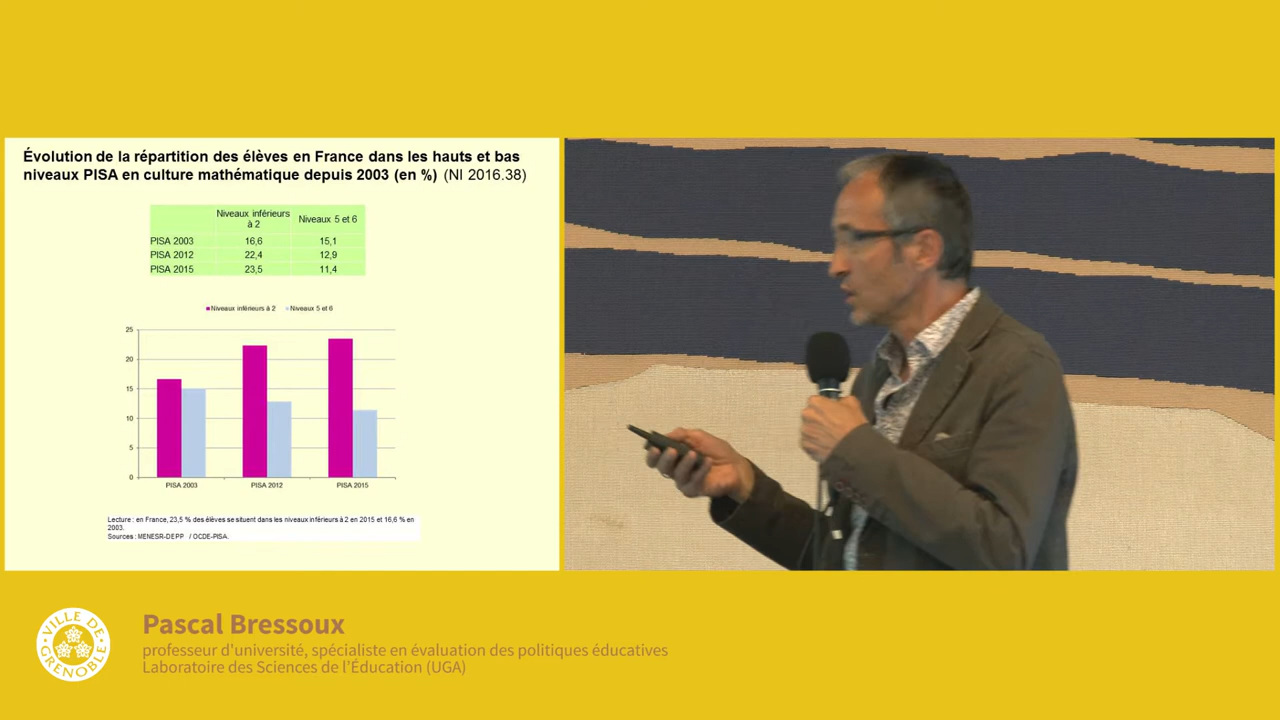 Évolution de la répartition des élèves en France dans les hauts et bas
niveaux PISA en culture mathématique depuis 2003 (en %) (NI 2016.38)
Niveaux inférieurs
à 2
Niveaux 5 et 6
PISA 2003 16,6 15,1
PISA 2012 22,4 12,9
PISA 2015 23,5 11,4
Niveaux inférieurs à 2 Niveaux 5 et 6
25
20
15
10
5
0
PISA 2003 PISA 2012 PISA 2015
Lecture : en France, 23,5 % des élèves se situent dans les niveaux inférieurs à 2 en 2015 et 16,6 % en
2003.
Sources : MENESR-DEPP / OCDE-PISA.
VILLE DE
GRENOBLE
Pascal Bressoux
professeur d'université, spécialiste en évaluation des politiques éducatives
Laboratoire des Sciences de l'Éducation (UGA)